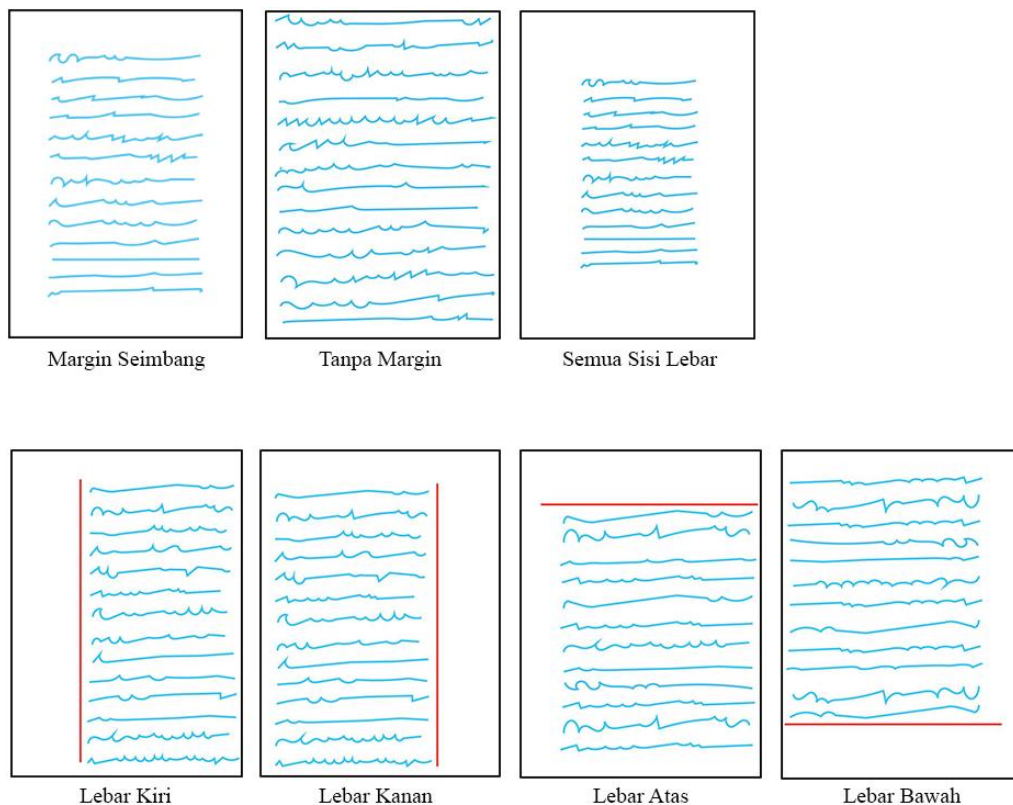 Margin Seimbang
Tanpa Margin
Semua Sisi Lebar
Lebar Kiri
Lebar Kanan
Lebar Atas
Lebar Bawah